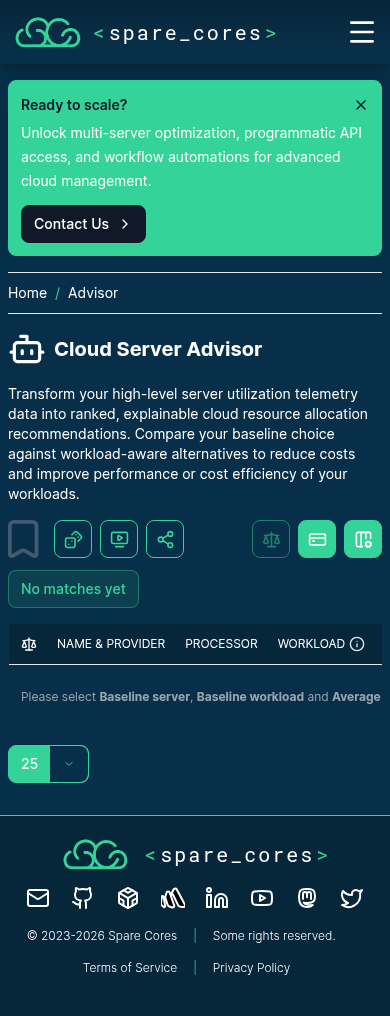 <spare_cores>
Ready to scale?
Unlock multi-server optimization, programmatic API
access, and workflow automations for advanced
cloud management.
Contact Us
Home / Advisor
Cloud Server Advisor
Transform your high-level server utilization telemetry
data into ranked, explainable cloud resource allocation
recommendations. Compare your baseline choice
against workload-aware alternatives to reduce costs
and improve performance or cost efficiency of your
workloads.
No matches yet
NAME & PROVIDER PROCESSOR WORKLOAD
Please select Baseline server, Baseline workload and Average
25
<spare_cores>
© 2023-2026 Spare Cores | Some rights reserved.
Terms of Service | Privacy Policy